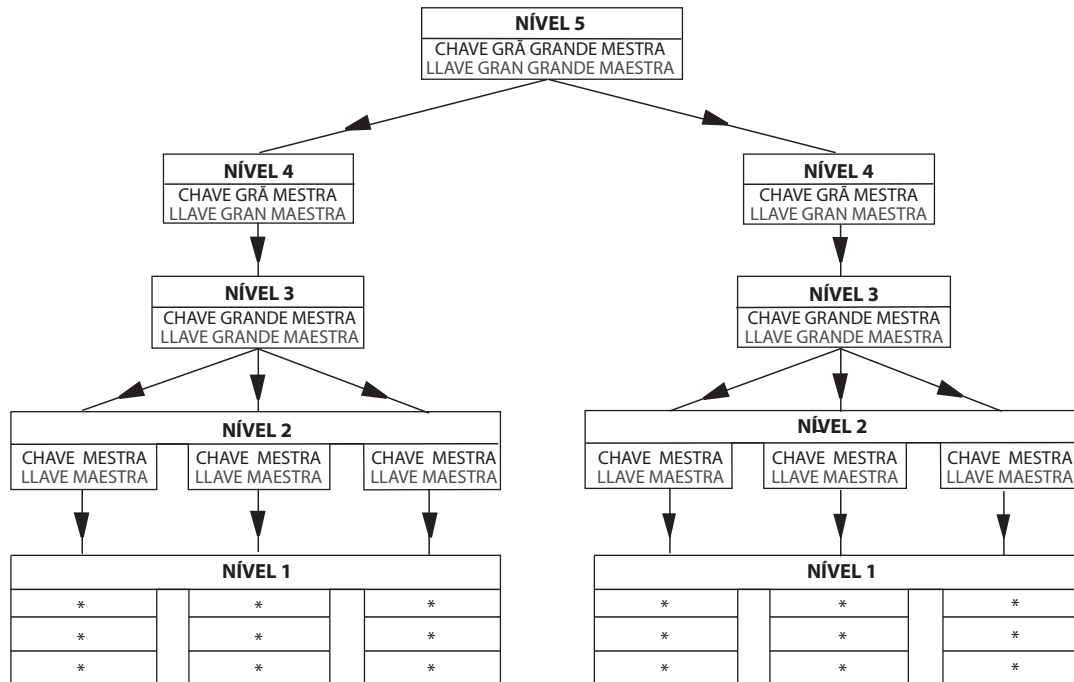 NÍVEL 5
CHAVE GRÃ GRANDE MESTRA
LLAVE GRAN GRANDE MAESTRA
NÍVEL 4
CHAVE GRÃ MESTRA
LLAVE GRAN MAESTRA
NÍVEL 4
CHAVE GRÃ MESTRA
LLAVE GRAN MAESTRA
NÍVEL 3
CHAVE GRANDE MESTRA
LLAVE GRANDE MAESTRA
NÍVEL 3
CHAVE GRANDE MESTRA
LLAVE GRANDE MAESTRA
NÍVEL 2
CHAVE MESTRA
LLAVE MAESTRA
CHAVE MESTRA
LLAVE MAESTRA
CHAVE MESTRA
LLAVE MAESTRA
NÍVEL 2
CHAVE MESTRA
LLAVE MAESTRA
CHAVE MESTRA
LLAVE MAESTRA
CHAVE MESTRA
LLAVE MAESTRA
NÍVEL 1
* * *
* * *
* * *
NÍVEL 1
* * *
* * *
* * *